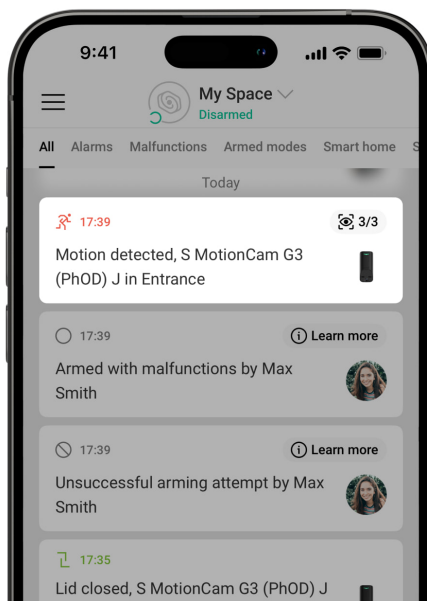 9:41
My Space
Disarmed
All Alarms Malfunctions Armed modes Smart home S
Today
17:39 3/3
Motion detected, S MotionCam G3
(PhOD) J in Entrance
17:39 Learn more
Armed with malfunctions by Max
Smith
17:39 Learn more
Unsuccessful arming attempt by Max
Smith
17:35
Lid closed, S MotionCam G3 (PhOD) J